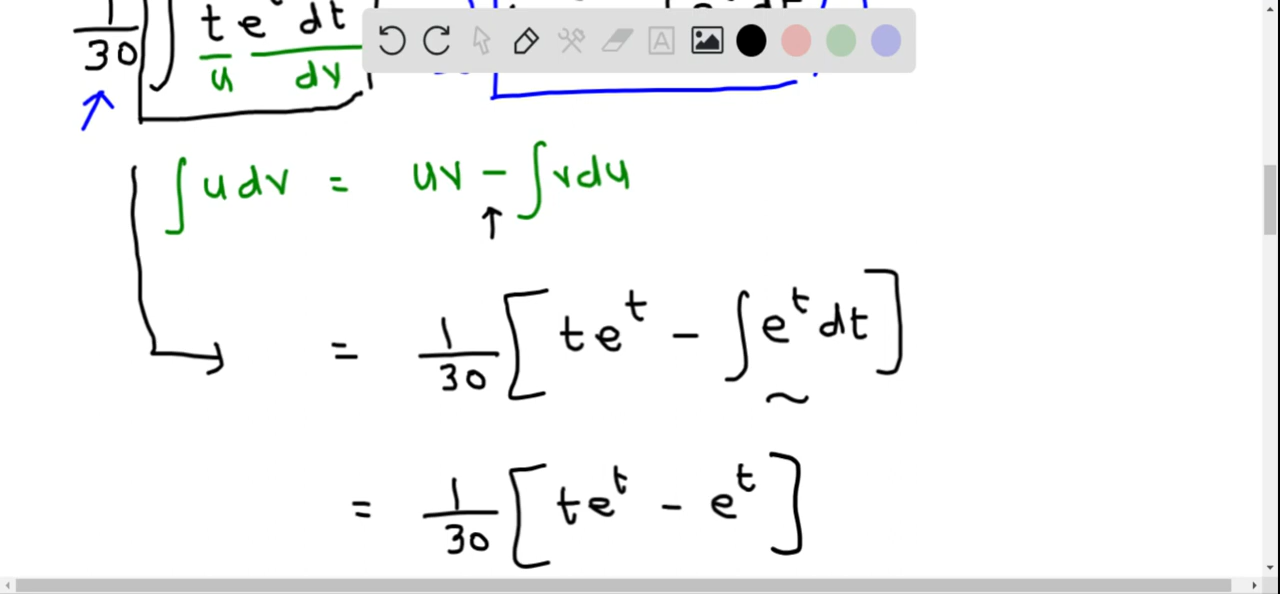 1/30 ∫ t e^t dt
u dv
∫ u dv = uv - ∫ v du
↑
= 1/30 [ t e^t - ∫ e^t dt ]
= 1/30 [ t e^t - e^t ]